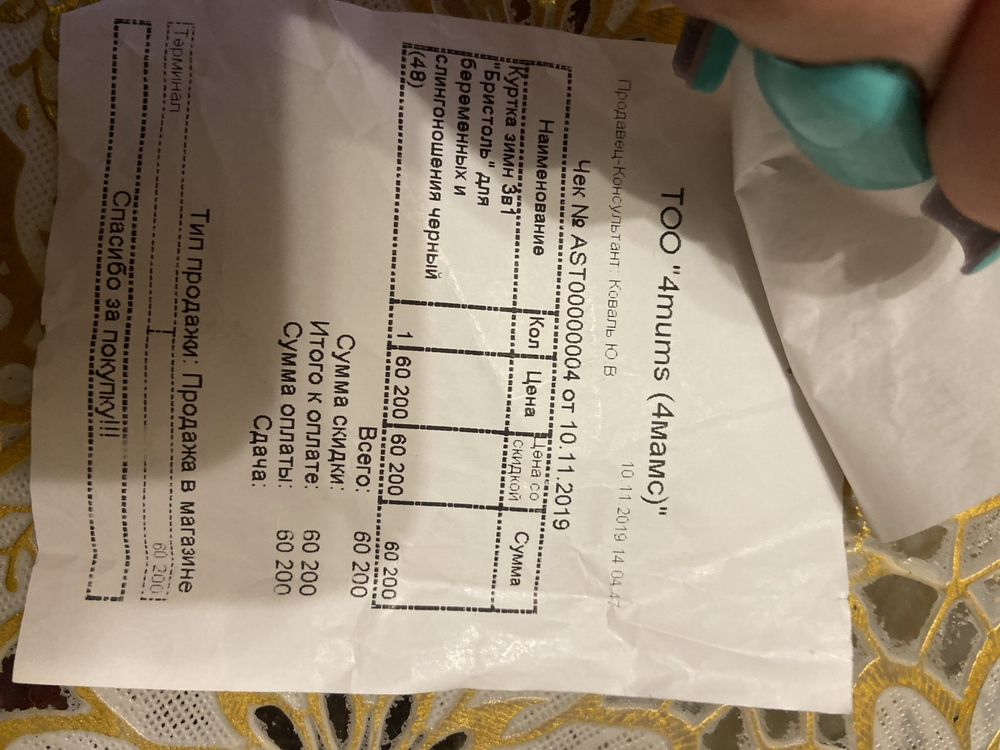 ТОО "4mums (4мамс)"
Продавец-Консультант: Коваль Ю.В. 10.11.2019 14:04:47
Чек № AST00000004 от 10.11.2019
Наименование Кол Цена Цена со скидкой Сумма
Куртка зимн 3в1
"Бристоль" для
беременных и
слингоношения черный
(48) 1 60 200 60 200 60 200
Всего: 60 200
Сумма скидки:
Итого к оплате: 60 200
Сумма оплаты: 60 200
Сдача:
Тип продажи: Продажа в магазине
Терминал 60 200
Спасибо за покупку!!!